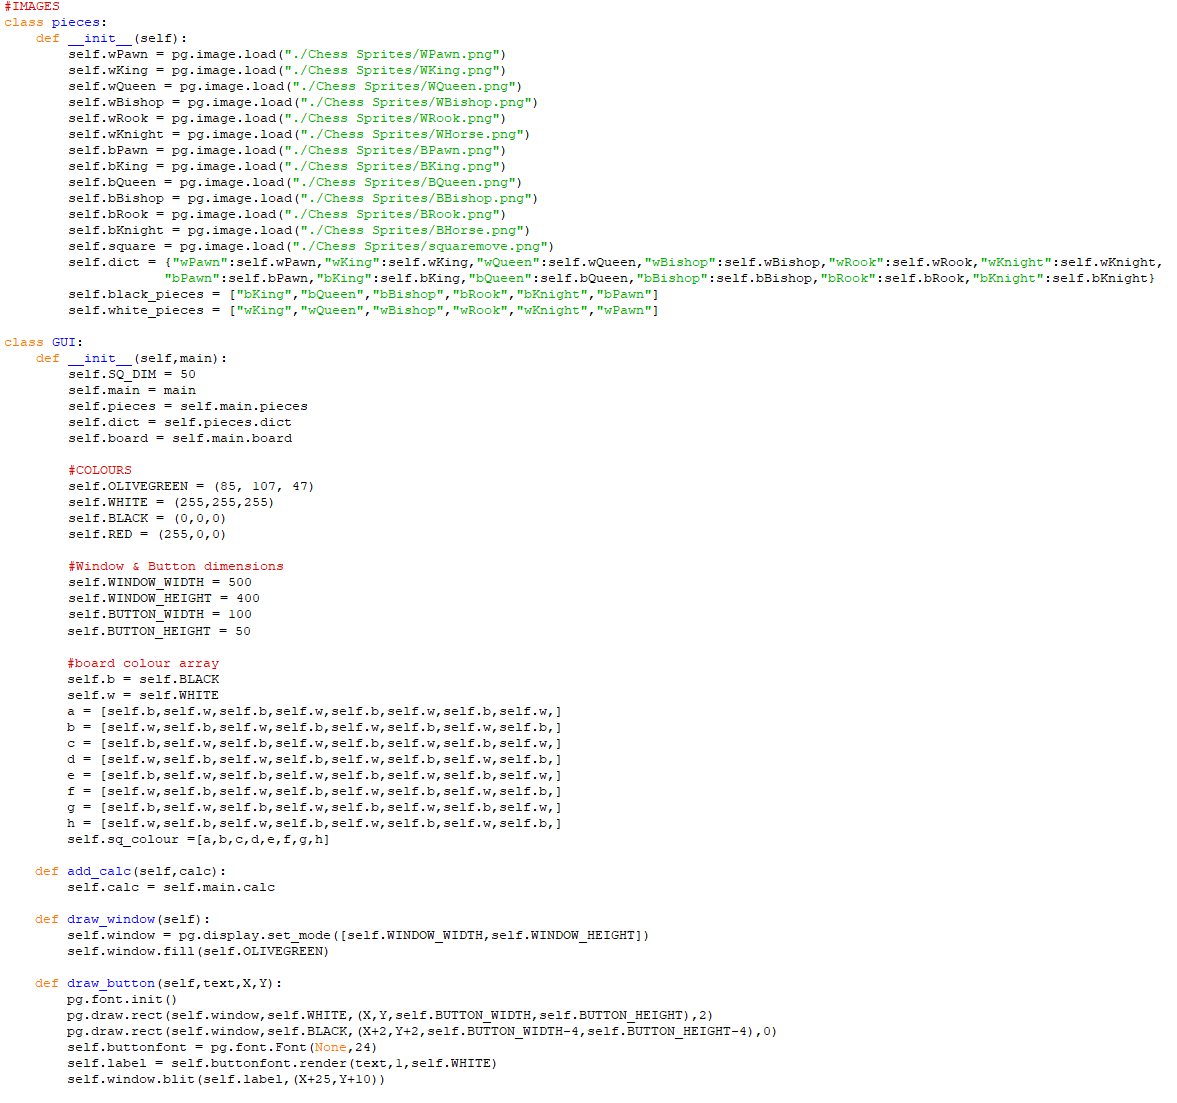 #IMAGES
class pieces:
    def __init__(self):
        self.wPawn = pg.image.load("./Chess Sprites/WPawn.png")
        self.wKing = pg.image.load("./Chess Sprites/WKing.png")
        self.wQueen = pg.image.load("./Chess Sprites/WQueen.png")
        self.wBishop = pg.image.load("./Chess Sprites/WBishop.png")
        self.wRook = pg.image.load("./Chess Sprites/WRook.png")
        self.wKnight = pg.image.load("./Chess Sprites/WHorse.png")
        self.bPawn = pg.image.load("./Chess Sprites/BPawn.png")
        self.bKing = pg.image.load("./Chess Sprites/BKing.png")
        self.bQueen = pg.image.load("./Chess Sprites/BQueen.png")
        self.bBishop = pg.image.load("./Chess Sprites/BBishop.png")
        self.bRook = pg.image.load("./Chess Sprites/BRook.png")
        self.bKnight = pg.image.load("./Chess Sprites/BHorse.png")
        self.square = pg.image.load("./Chess Sprites/squaremove.png")
        self.dict = {"wPawn":self.wPawn,"wKing":self.wKing,"wQueen":self.wQueen,"wBishop":self.wBishop,"wRook":self.wRook,"wKnight":self.wKnight,
                    "bPawn":self.bPawn,"bKing":self.bKing,"bQueen":self.bQueen,"bBishop":self.bBishop,"bRook":self.bRook,"bKnight":self.bKnight}
        self.black_pieces = ["bKing","bQueen","bBishop","bRook","bKnight","bPawn"]
        self.white_pieces = ["wKing","wQueen","wBishop","wRook","wKnight","wPawn"]

class GUI:
    def __init__(self,main):
        self.SQ_DIM = 50
        self.main = main
        self.pieces = self.main.pieces
        self.dict = self.pieces.dict
        self.board = self.main.board

        #COLOURS
        self.OLIVEGREEN = (85, 107, 47)
        self.WHITE = (255,255,255)
        self.BLACK = (0,0,0)
        self.RED = (255,0,0)

        #Window & Button dimensions
        self.WINDOW_WIDTH = 500
        self.WINDOW_HEIGHT = 400
        self.BUTTON_WIDTH = 100
        self.BUTTON_HEIGHT = 50

        #board colour array
        self.b = self.BLACK
        self.w = self.WHITE
        a = [self.b,self.w,self.b,self.w,self.b,self.w,self.b,self.w,]
        b = [self.w,self.b,self.w,self.b,self.w,self.b,self.w,self.b,]
        c = [self.b,self.w,self.b,self.w,self.b,self.w,self.b,self.w,]
        d = [self.w,self.b,self.w,self.b,self.w,self.b,self.w,self.b,]
        e = [self.b,self.w,self.b,self.w,self.b,self.w,self.b,self.w,]
        f = [self.w,self.b,self.w,self.b,self.w,self.b,self.w,self.b,]
        g = [self.b,self.w,self.b,self.w,self.b,self.w,self.b,self.w,]
        h = [self.w,self.b,self.w,self.b,self.w,self.b,self.w,self.b,]
        self.sq_colour =[a,b,c,d,e,f,g,h]

    def add_calc(self,calc):
        self.calc = self.main.calc

    def draw_window(self):
        self.window = pg.display.set_mode([self.WINDOW_WIDTH,self.WINDOW_HEIGHT])
        self.window.fill(self.OLIVEGREEN)

    def draw_button(self,text,X,Y):
        pg.font.init()
        pg.draw.rect(self.window,self.WHITE,(X,Y,self.BUTTON_WIDTH,self.BUTTON_HEIGHT),2)
        pg.draw.rect(self.window,self.BLACK,(X+2,Y+2,self.BUTTON_WIDTH-4,self.BUTTON_HEIGHT-4),0)
        self.buttonfont = pg.font.Font(None,24)
        self.label = self.buttonfont.render(text,1,self.WHITE)
        self.window.blit(self.label,(X+25,Y+10))